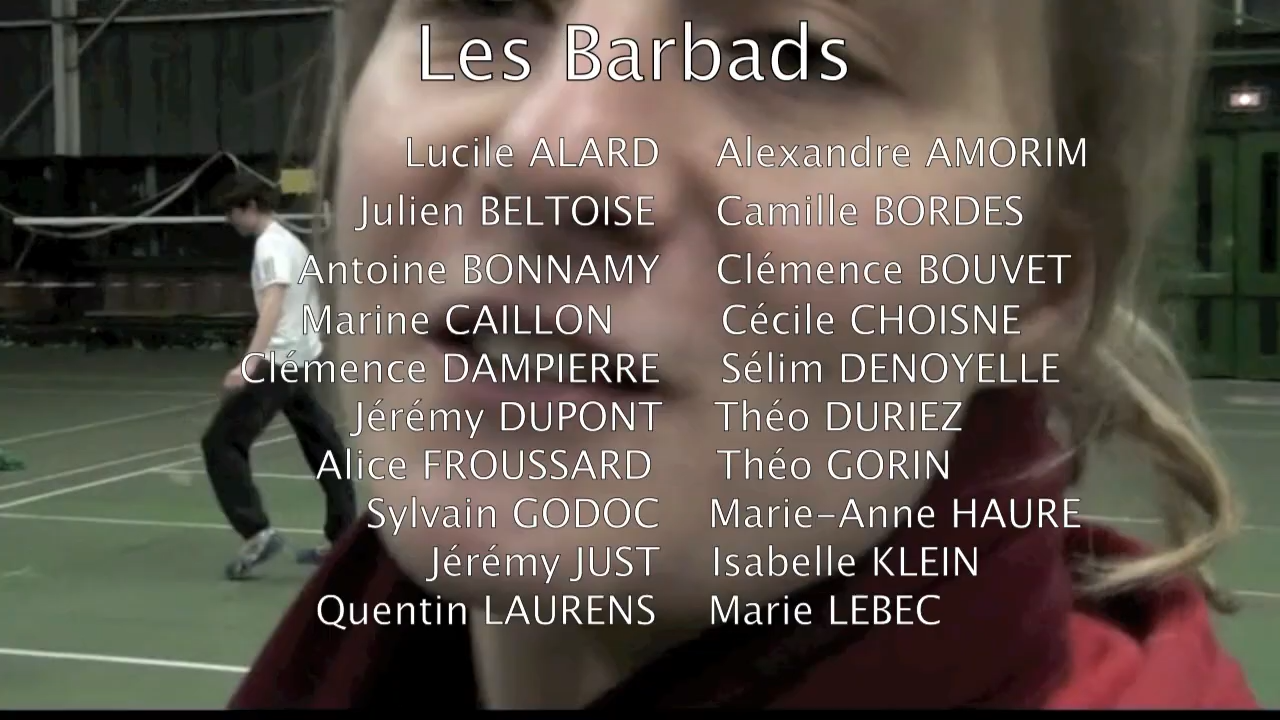 Les Barbads
Lucile ALARD Alexandre AMORIM
Julien BELTOISE Camille BORDES
Antoine BONNAMY Clémence BOUVET
Marine CAILLON Cécile CHOISNE
Clémence DAMPIERRE Sélim DENOYELLE
Jérémy DUPONT Théo DURIEZ
Alice FROUSSARD Théo GORIN
Sylvain GODOC Marie-Anne HAURE
Jérémy JUST Isabelle KLEIN
Quentin LAURENS Marie LEBEC